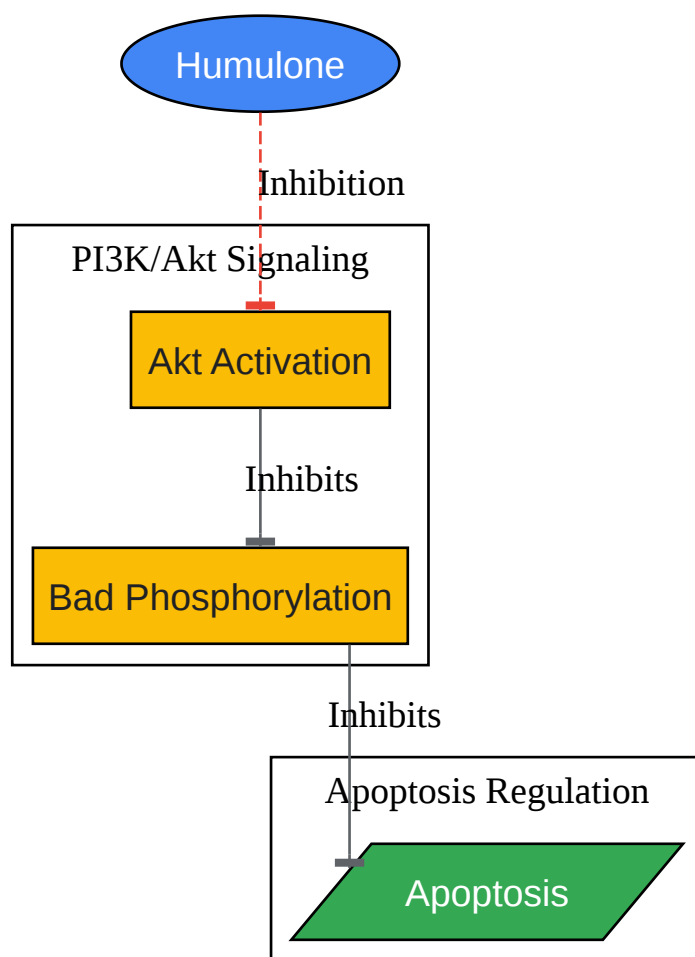 Humulone
Inhibition
PI3K/Akt Signaling
Akt Activation
Inhibits
Bad Phosphorylation
Inhibits
Apoptosis Regulation
Apoptosis